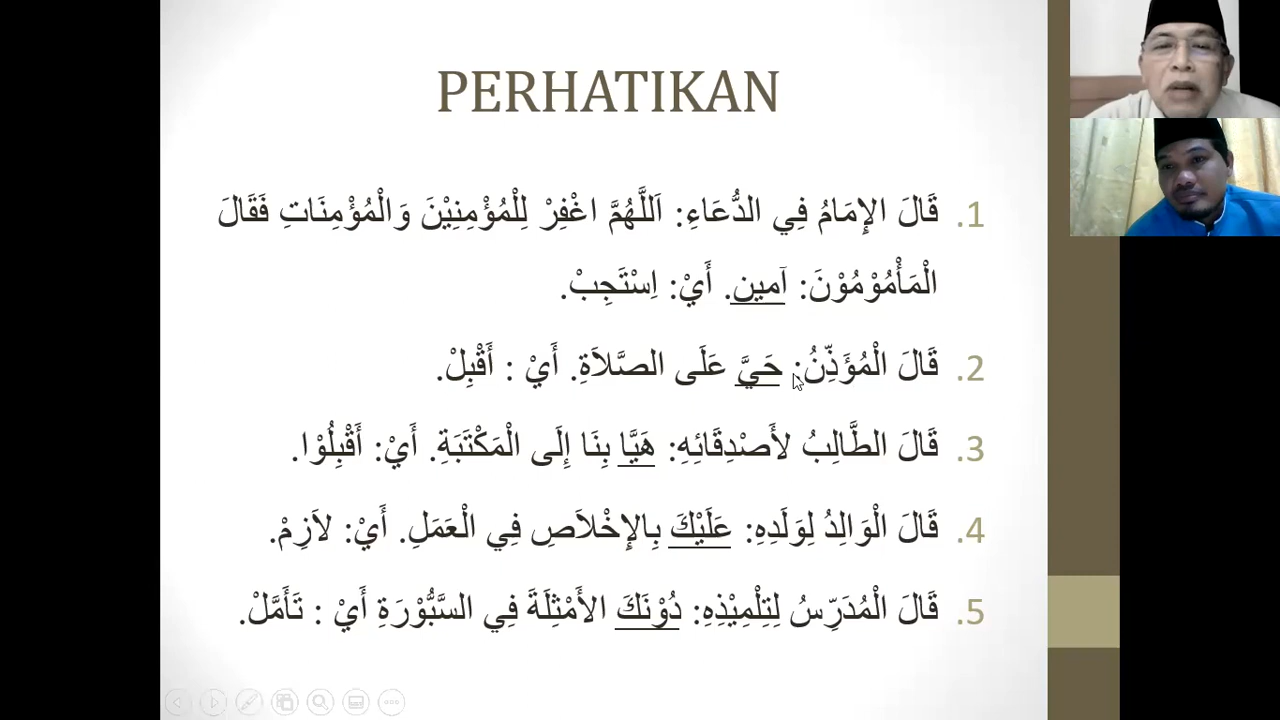 PERHATIKAN
1. قَالَ الإِمَامُ فِي الدُّعَاءِ: اَللَّهُمَّ اغْفِرْ لِلْمُؤْمِنِيْنَ وَالْمُؤْمِنَاتِ فَقَالَ
الْمَأْمُوْمُوْنَ: آمين. أَيْ: اِسْتَجِبْ.
2. قَالَ الْمُؤَذِّنُ: حَيَّ عَلَى الصَّلاَةِ. أَيْ : أَقْبِلْ.
3. قَالَ الطَّالِبُ لأَصْدِقَائِهِ: هَيَّا بِنَا إِلَى الْمَكْتَبَةِ. أَيْ: أَقْبِلُوْا.
4. قَالَ الْوَالِدُ لِوَلَدِهِ: عَلَيْكَ بِالإِخْلاَصِ فِي الْعَمَلِ. أَيْ: لاَزِمْ.
5. قَالَ الْمُدَرِّسُ لِتِلْمِيْذِهِ: دُوْنَكَ الأَمْثِلَةَ فِي السَّبُّوْرَةِ أَيْ : تَأَمَّلْ.